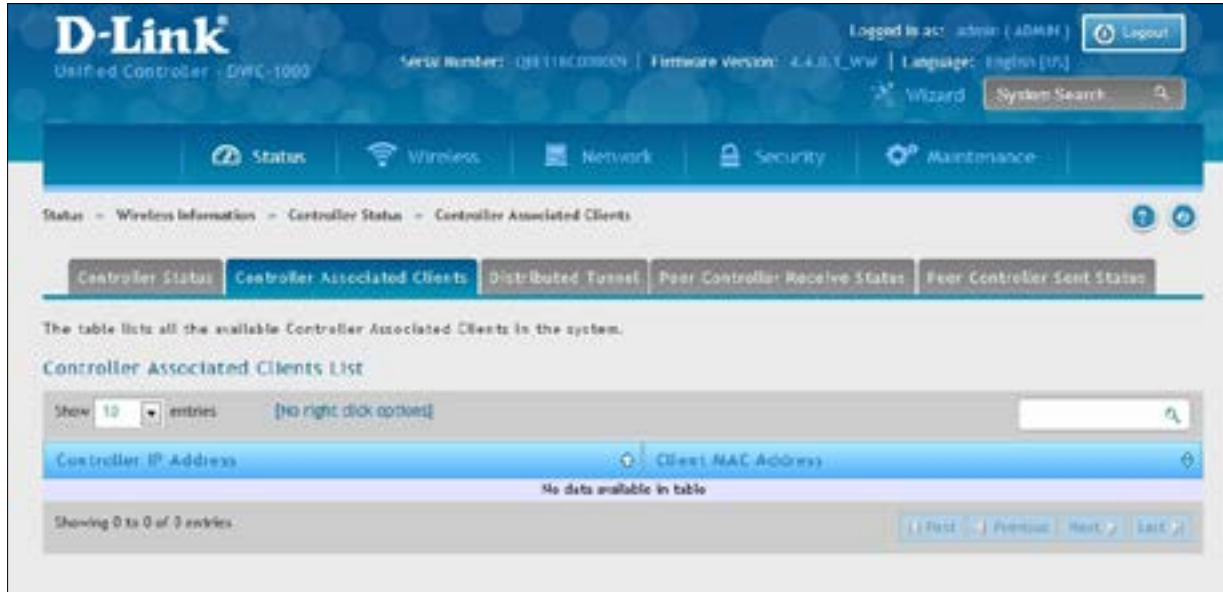 D-Link
Unified Controller - DWC-1000
Logged in as: admin ( ADMIN )
Logout
Serial Number: | Firmware Version: 4.4.0.1_WW | Language: English [US]
Wizard
System Search
Status
Wireless
Network
Security
Maintenance
Status » Wireless Information » Controller Status » Controller Associated Clients
Controller Status
Controller Associated Clients
Distributed Tunnel
Peer Controller Receive Status
Peer Controller Sent Status
The table lists all the available Controller Associated Clients in the system.
Controller Associated Clients List
Show 10 entries
[No right click options]
Controller IP Address
Client MAC Address
No data available in table
Showing 0 to 0 of 0 entries
First
Previous
Next
Last